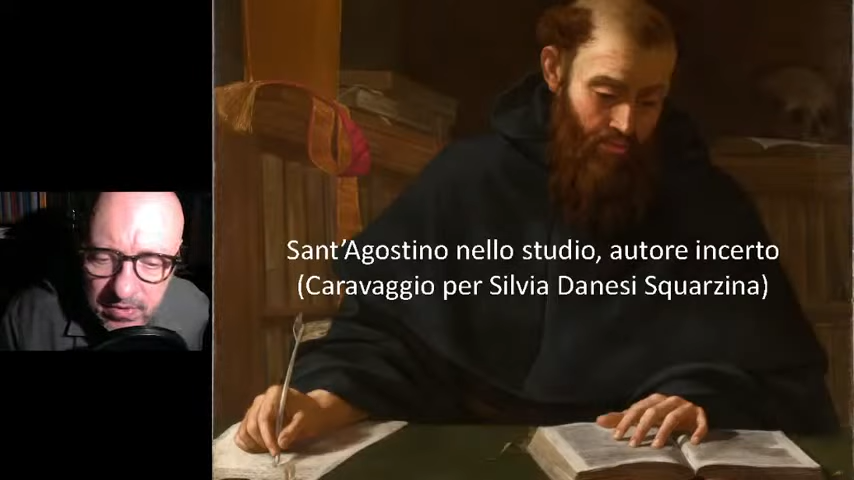 Sant’Agostino nello studio, autore incerto
(Caravaggio per Silvia Danesi Squarzina)